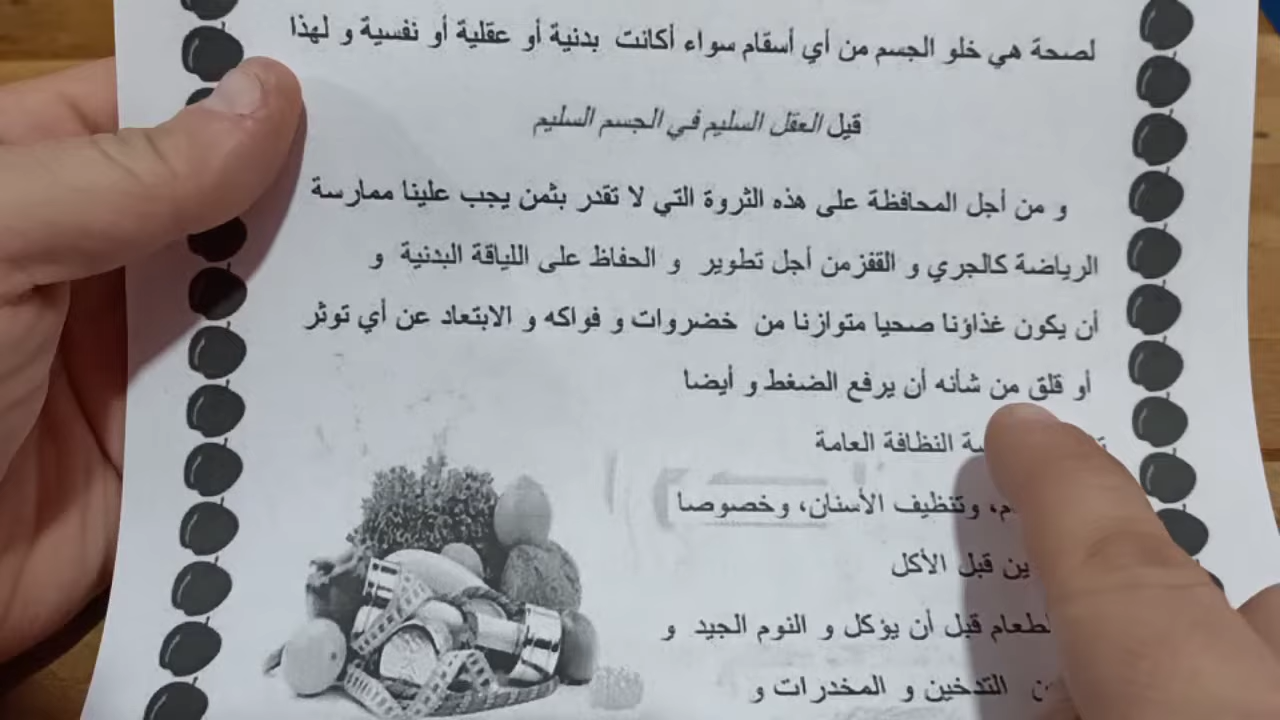 لصحة هي خلو الجسم من أي أسقام سواء أكانت بدنية أو عقلية أو نفسية و لهذا
قيل العقل السليم في الجسم السليم
و من أجل المحافظة على هذه الثروة التي لا تقدر بثمن يجب علينا ممارسة
الرياضة كالجري و القفزمن أجل تطوير و الحفاظ على اللياقة البدنية و
أن يكون غذاؤنا صحيا متوازنا من خضروات و فواكه و الابتعاد عن أي توثر
أو قلق من شأنه أن يرفع الضغط و أيضا
النظافة العامة
وتنظيف الأسنان، وخصوصا
قبل الأكل
قبل أن يؤكل و النوم الجيد و
التدخين و المخدرات و